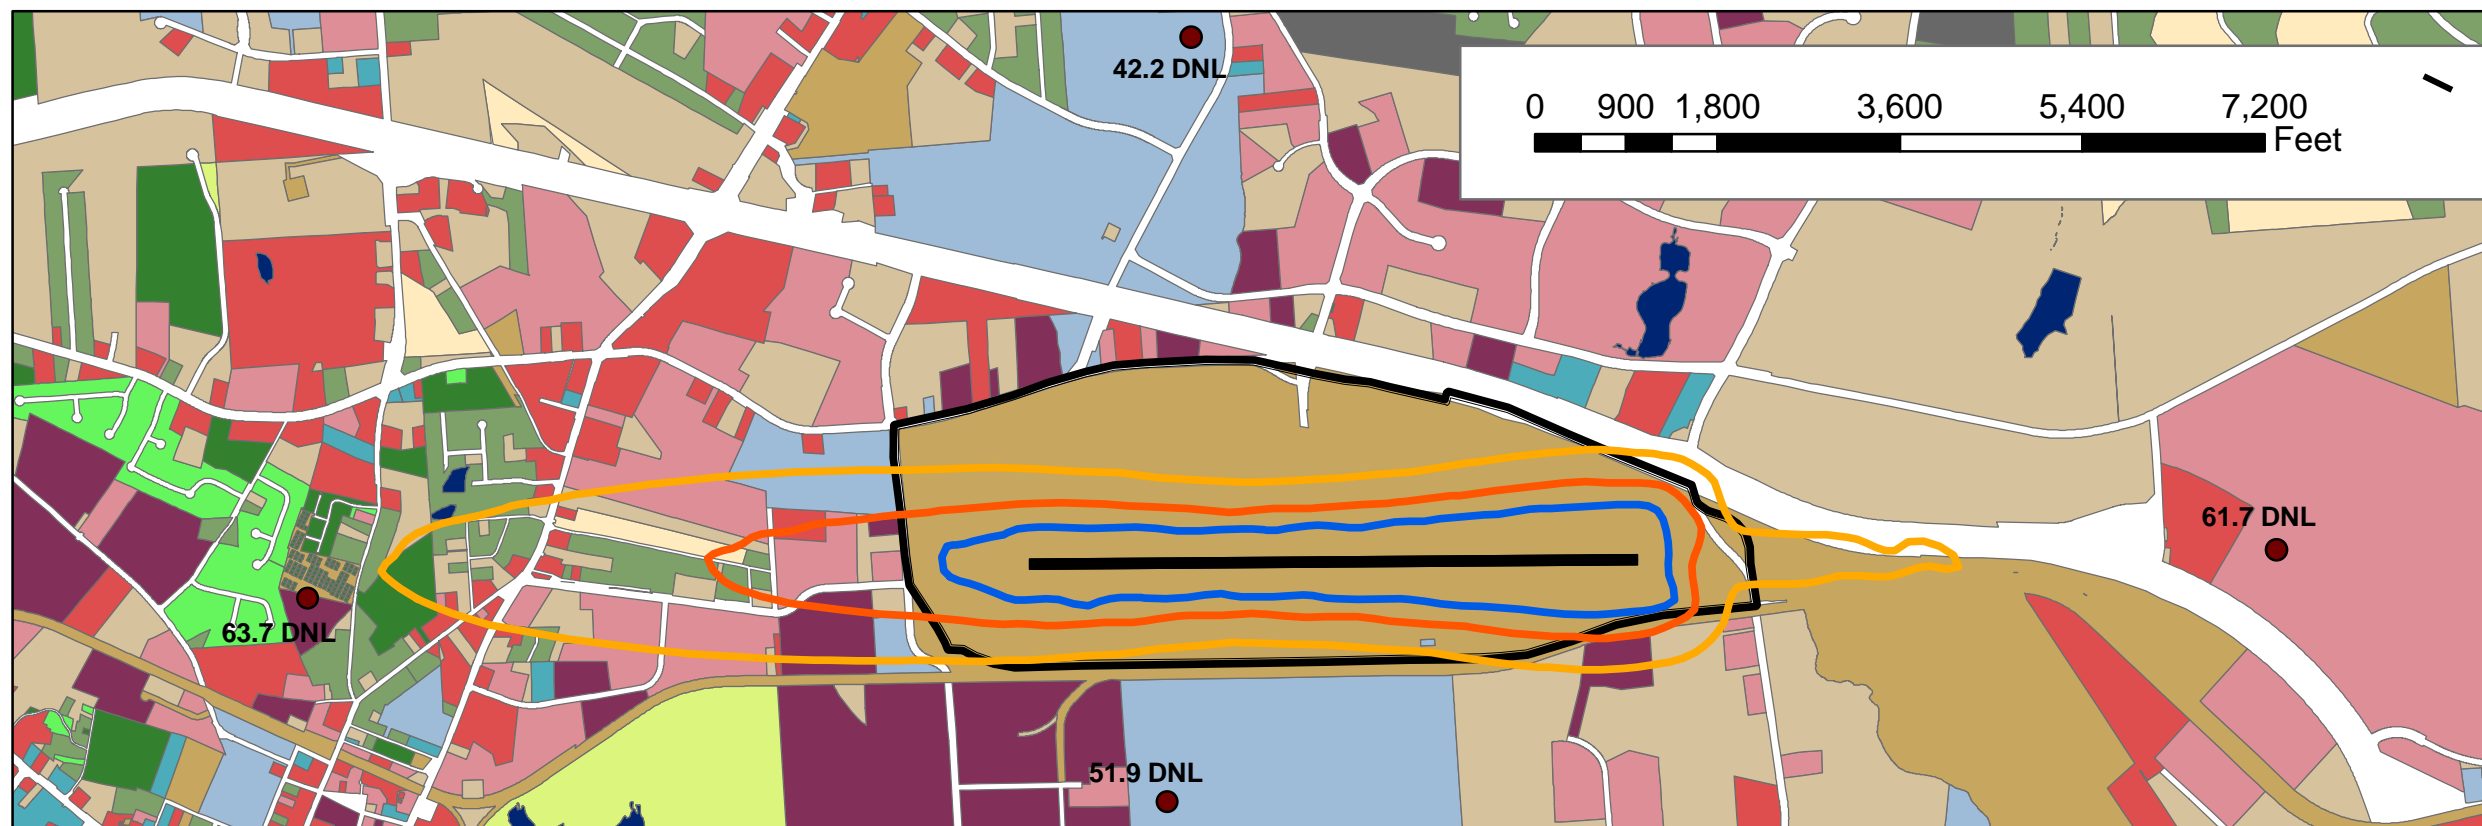 42.2 DNL
0 900 1,800 3,600 5,400 7,200
Feet
61.7 DNL
63.7 DNL
51.9 DNL